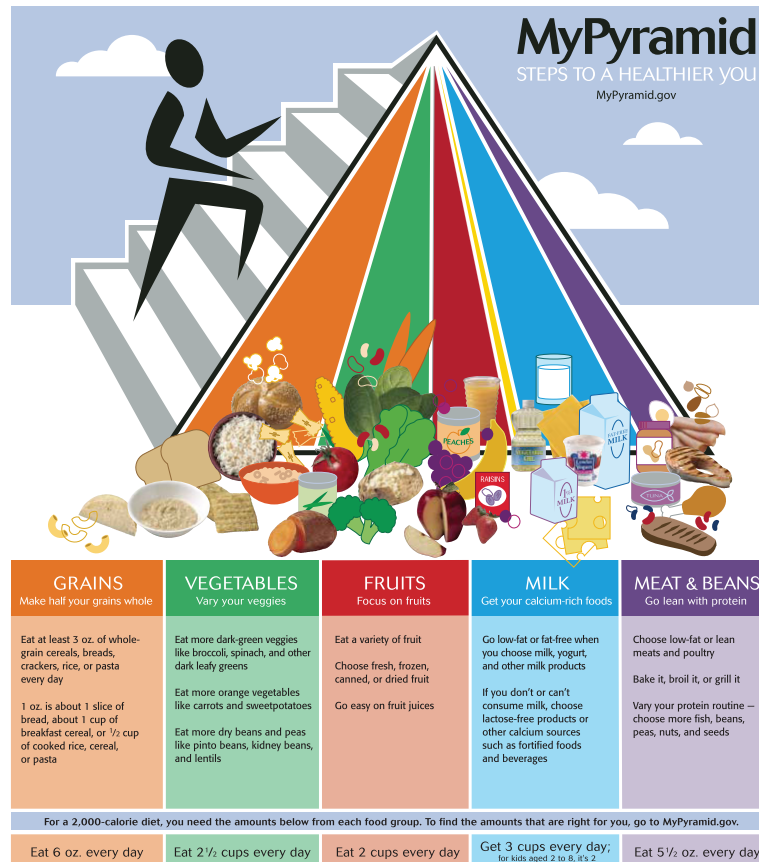 MyPyramid
STEPS TO A HEALTHIER YOU
MyPyramid.gov
PEACHES
VEGETABLE
OIL
FAT-FREE
MILK
RAISINS
1%
MILK
TUNA
GRAINS
Make half your grains whole
Eat at least 3 oz. of whole-
grain cereals, breads,
crackers, rice, or pasta
every day
1 oz. is about 1 slice of
bread, about 1 cup of
breakfast cereal, or 1/2 cup
of cooked rice, cereal,
or pasta
VEGETABLES
Vary your veggies
Eat more dark-green veggies
like broccoli, spinach, and other
dark leafy greens
Eat more orange vegetables
like carrots and sweetpotatoes
Eat more dry beans and peas
like pinto beans, kidney beans,
and lentils
FRUITS
Focus on fruits
Eat a variety of fruit
Choose fresh, frozen,
canned, or dried fruit
Go easy on fruit juices
MILK
Get your calcium-rich foods
Go low-fat or fat-free when
you choose milk, yogurt,
and other milk products
If you don't or can't
consume milk, choose
lactose-free products or
other calcium sources
such as fortified foods
and beverages
MEAT & BEANS
Go lean with protein
Choose low-fat or lean
meats and poultry
Bake it, broil it, or grill it
Vary your protein routine —
choose more fish, beans,
peas, nuts, and seeds
For a 2,000-calorie diet, you need the amounts below from each food group. To find the amounts that are right for you, go to MyPyramid.gov.
Eat 6 oz. every day
Eat 2 1/2 cups every day
Eat 2 cups every day
Get 3 cups every day;
for kids aged 2 to 8, it's 2
Eat 5 1/2 oz. every day